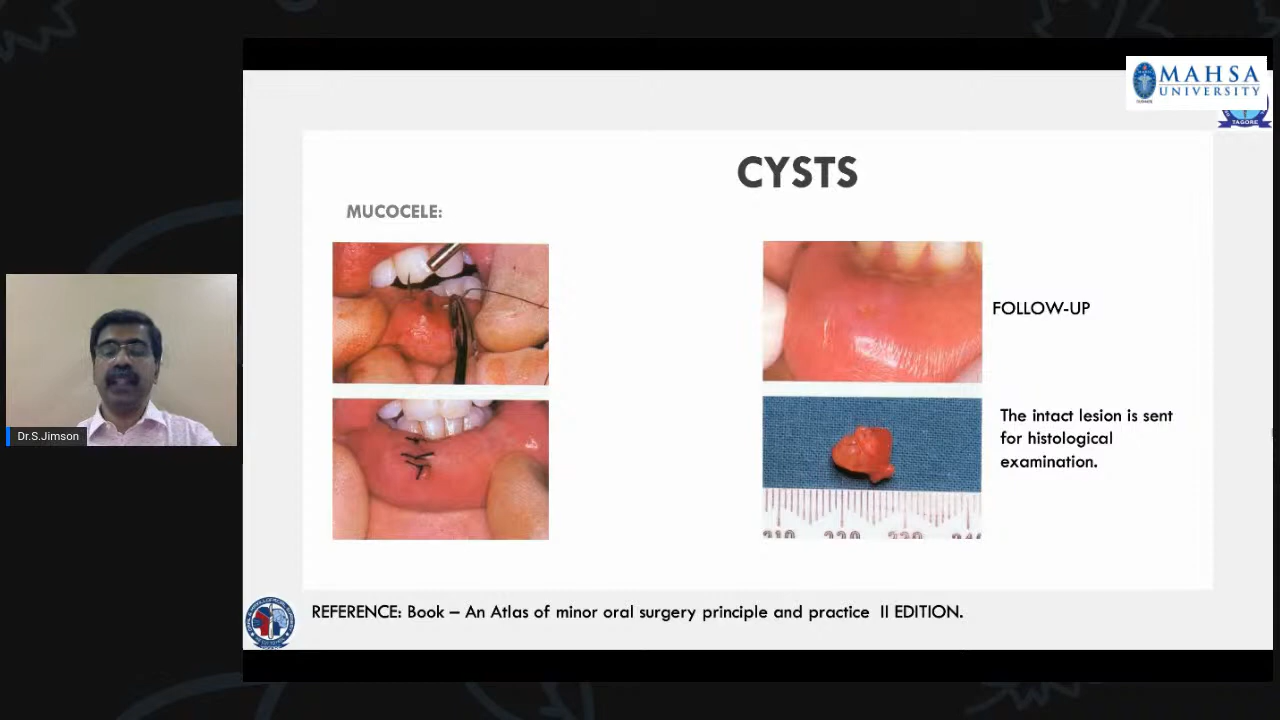 MAHSA
UNIVERSITY
TAGORE
CYSTS
MUCOCELE:
FOLLOW-UP
The intact lesion is sent
for histological
examination.
Dr.S.Jimson
REFERENCE: Book – An Atlas of minor oral surgery principle and practice II EDITION.